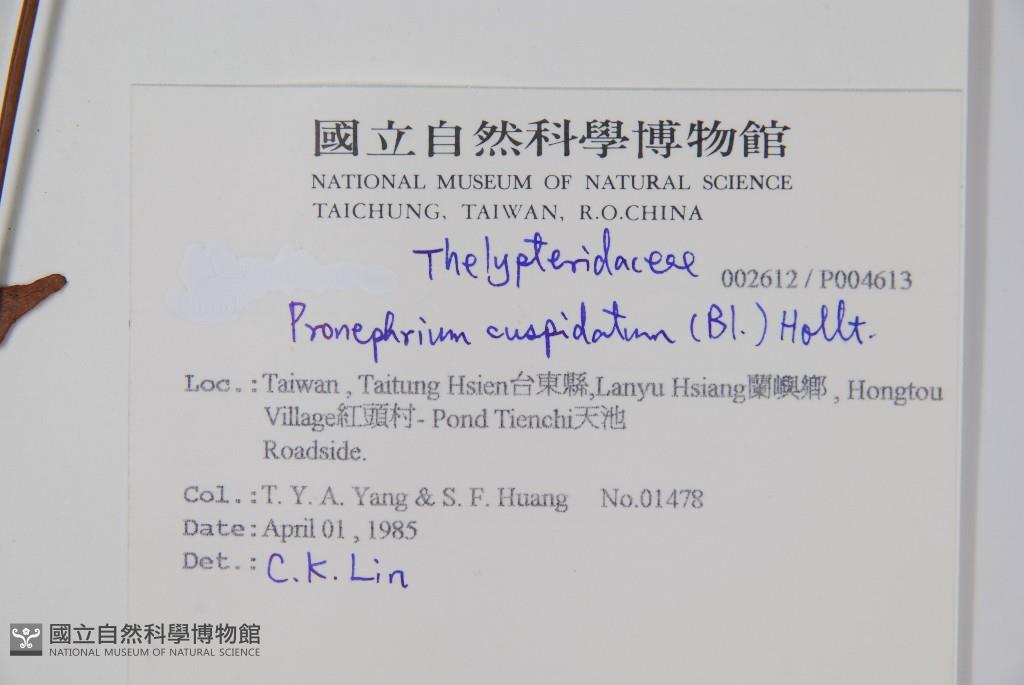 國立自然科學博物館
NATIONAL MUSEUM OF NATURAL SCIENCE
TAICHUNG, TAIWAN, R.O.CHINA
Thelypteridaceae
002612 / P004613
Pronephrium cuspidatum (Bl.) Holtt.
Loc.:Taiwan , Taitung Hsien台東縣,Lanyu Hsiang蘭嶼鄉 , Hongtou
Village紅頭村- Pond Tienchi天池
Roadside.
Col.:T. Y. A. Yang & S. F. Huang No.01478
Date:April 01 , 1985
Det.: C. K. Lin
國立自然科學博物館
NATIONAL MUSEUM OF NATURAL SCIENCE